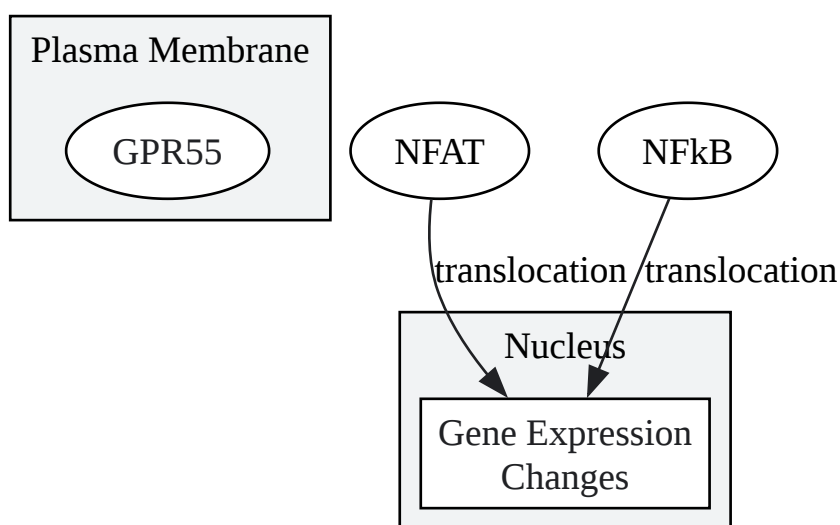 Plasma Membrane
GPR55
NFAT
NFkB
translocation
translocation
Nucleus
Gene Expression
Changes